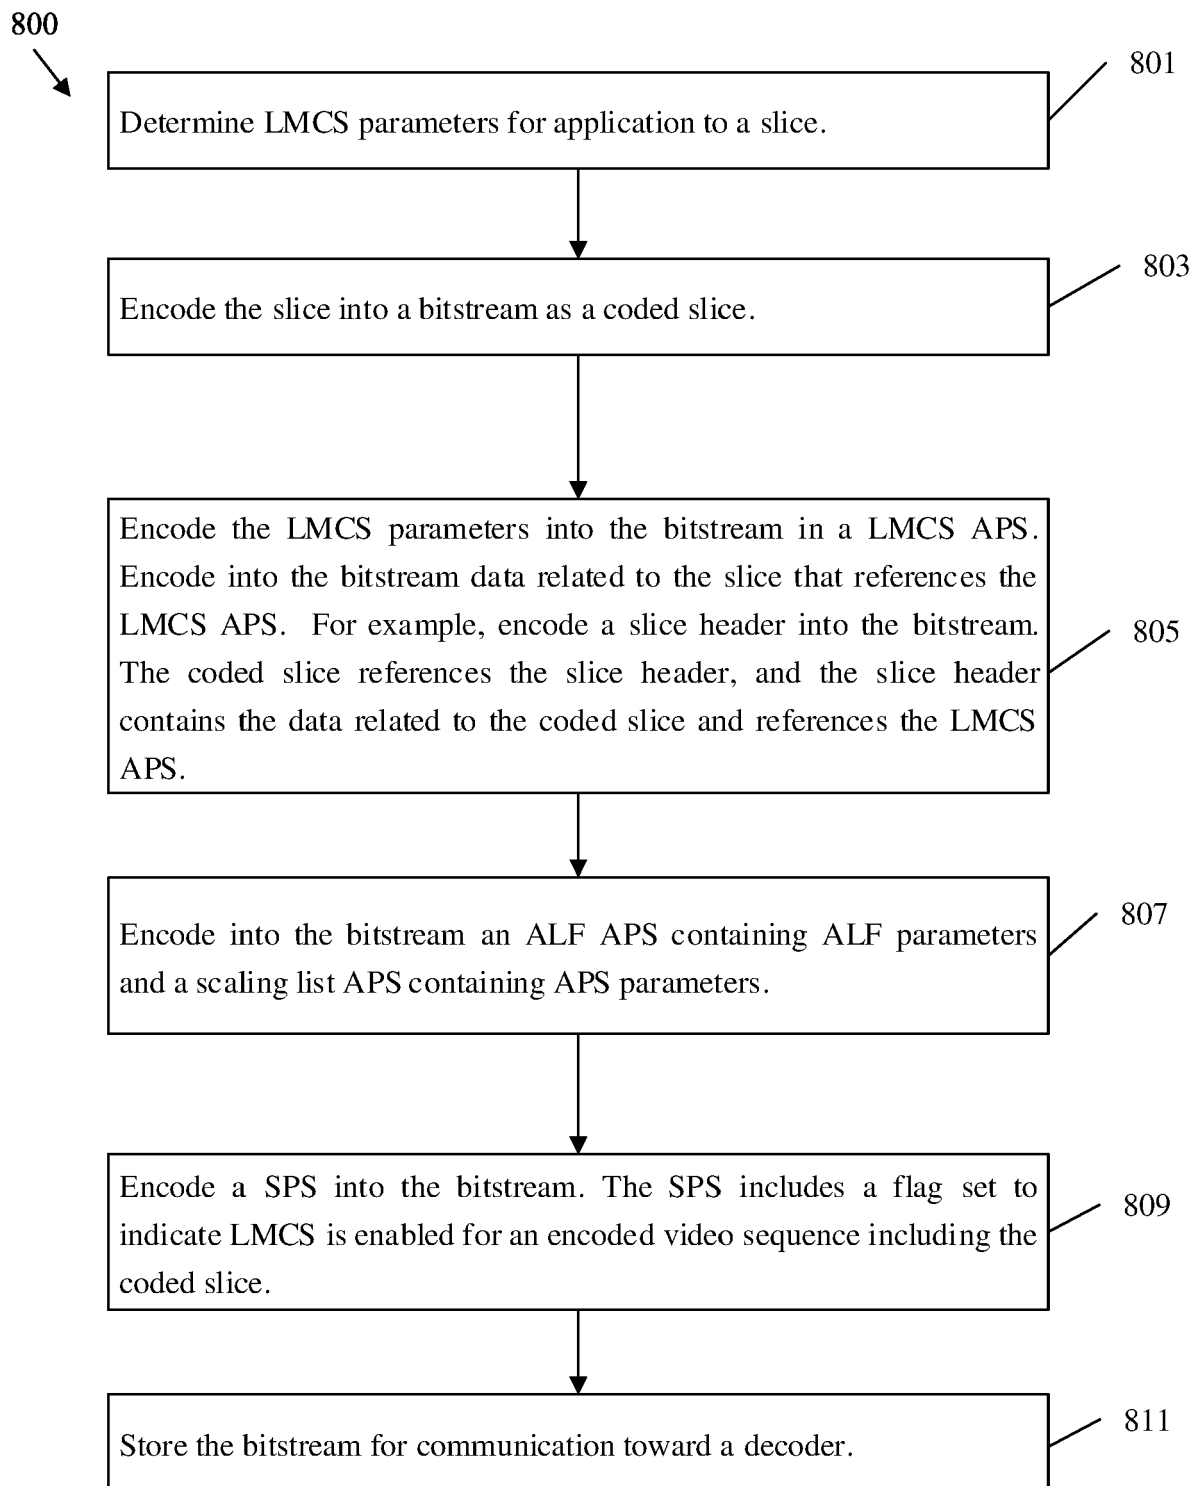 800
801
Determine LMCS parameters for application to a slice.
803
Encode the slice into a bitstream as a coded slice.
Encode the LMCS parameters into the bitstream in a LMCS APS.
Encode into the bitstream data related to the slice that references the
LMCS APS. For example, encode a slice header into the bitstream.
805
The coded slice references the slice header, and the slice header
contains the data related to the coded slice and references the LMCS
APS.
807
Encode into the bitstream an ALF APS containing ALF parameters
and a scaling list APS containing APS parameters.
Encode a SPS into the bitstream. The SPS includes a flag set to
809
indicate LMCS is enabled for an encoded video sequence including the
coded slice.
811
Store the bitstream for communication toward a decoder.